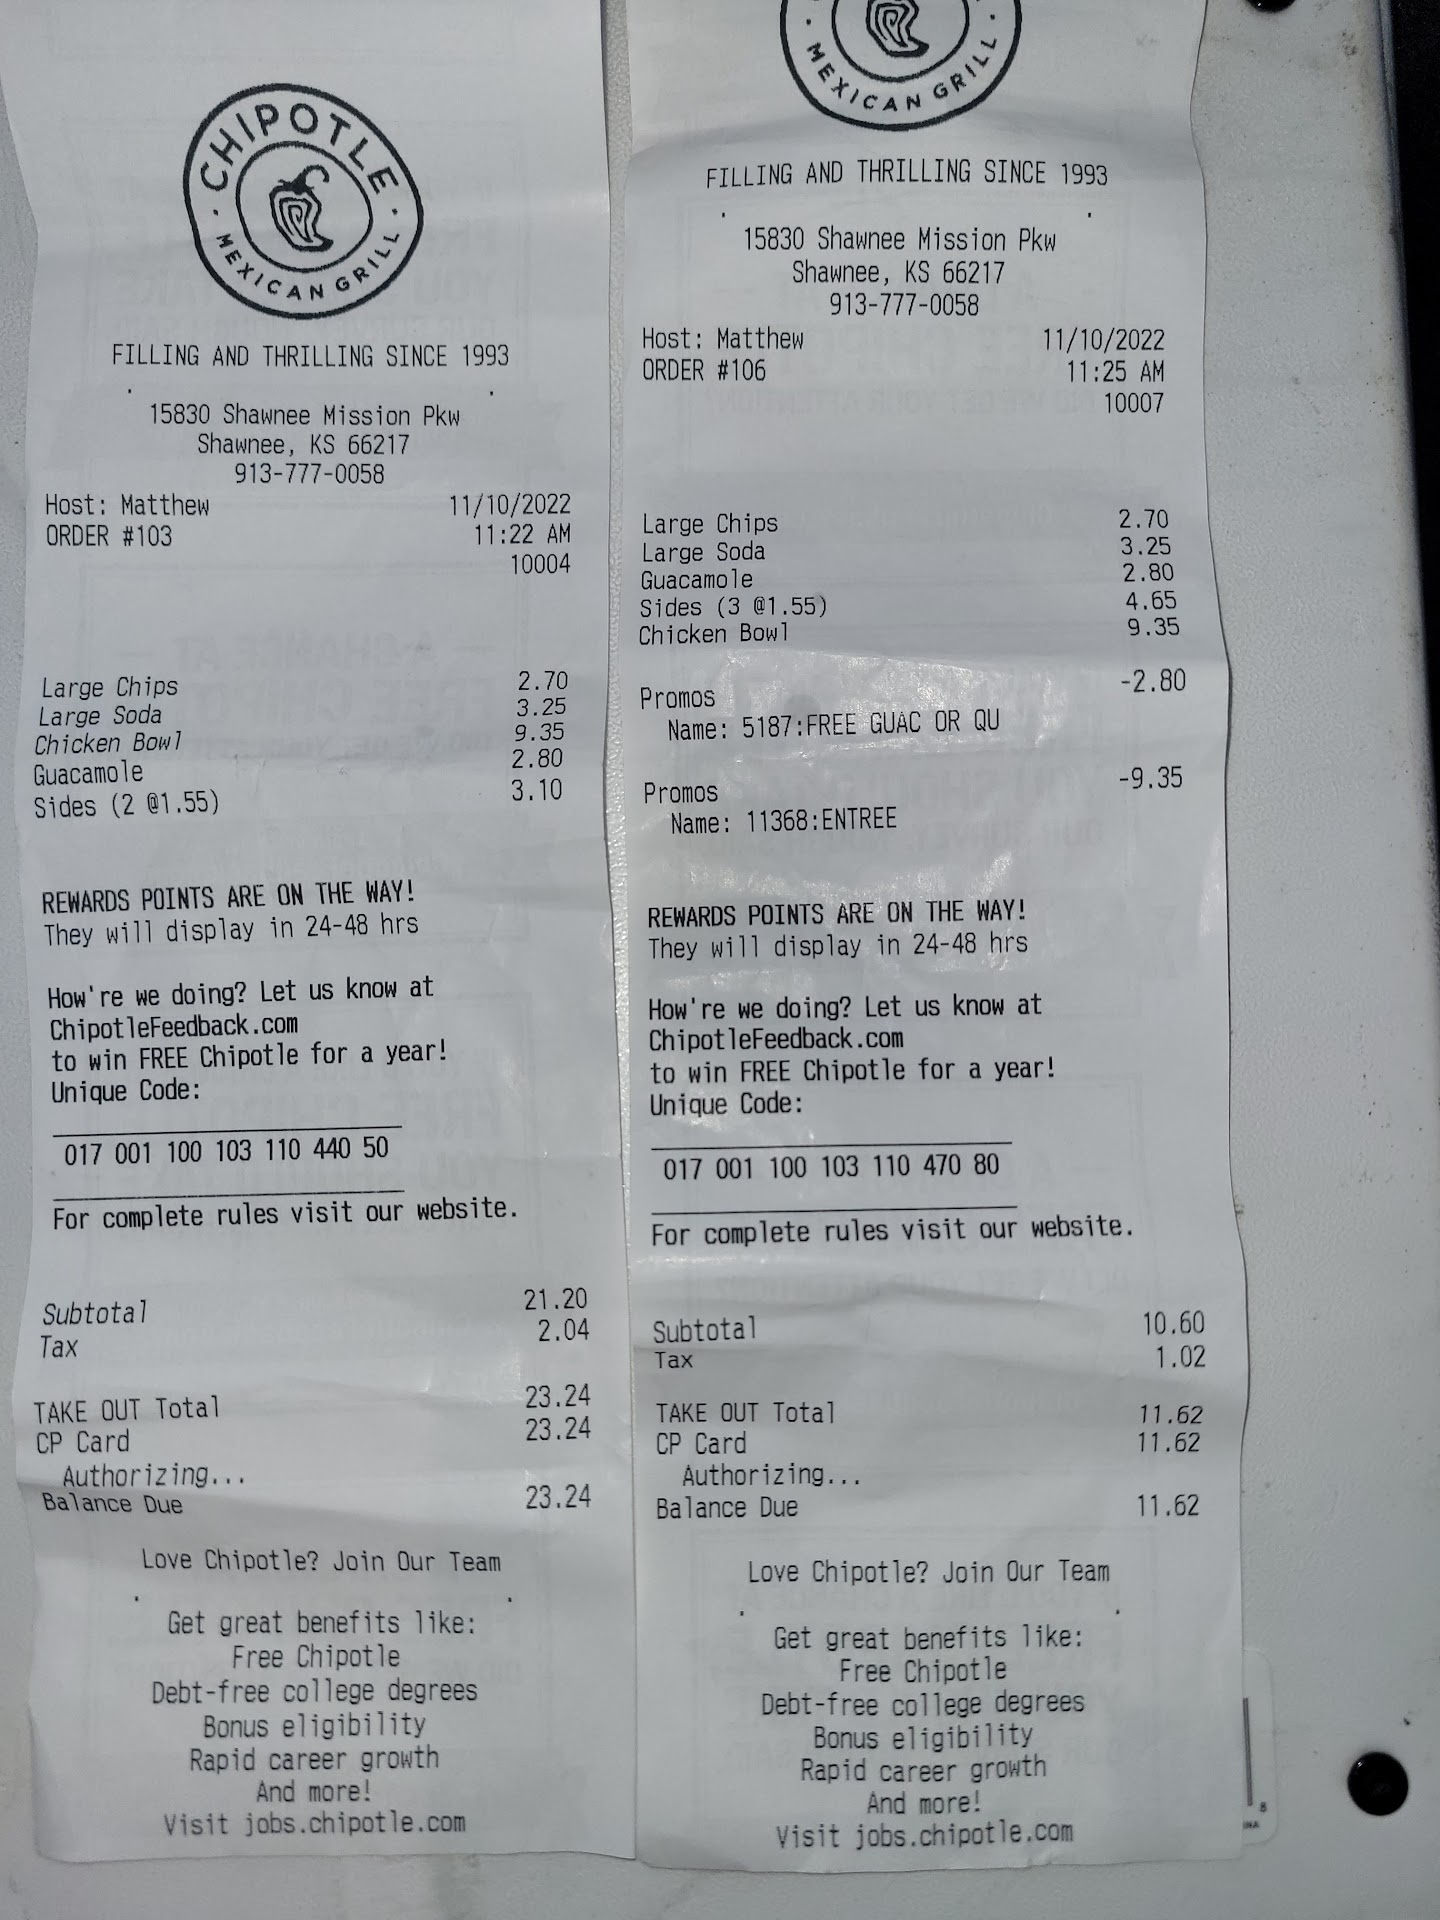 CHIPOTLE
MEXICAN GRILL
FILLING AND THRILLING SINCE 1993
15830 Shawnee Mission Pkw
Shawnee, KS 66217
913-777-0058
Host: Matthew 11/10/2022
ORDER #103 11:22 AM
10004
Large Chips 2.70
Large Soda 3.25
Chicken Bowl 9.35
Guacamole 2.80
Sides (2 @1.55) 3.10
REWARDS POINTS ARE ON THE WAY!
They will display in 24-48 hrs
How're we doing? Let us know at
ChipotleFeedback.com
to win FREE Chipotle for a year!
Unique Code:
017 001 100 103 110 440 50
For complete rules visit our website.
Subtotal 21.20
Tax 2.04
TAKE OUT Total 23.24
CP Card 23.24
Authorizing...
Balance Due 23.24
Love Chipotle? Join Our Team
Get great benefits like:
Free Chipotle
Debt-free college degrees
Bonus eligibility
Rapid career growth
And more!
Visit jobs.chipotle.com
MEXICAN GRILL
FILLING AND THRILLING SINCE 1993
15830 Shawnee Mission Pkw
Shawnee, KS 66217
913-777-0058
Host: Matthew 11/10/2022
ORDER #106 11:25 AM
10007
Large Chips 2.70
Large Soda 3.25
Guacamole 2.80
Sides (3 @1.55) 4.65
Chicken Bowl 9.35
Promos -2.80
Name: 5187:FREE GUAC OR QU
Promos -9.35
Name: 11368:ENTREE
REWARDS POINTS ARE ON THE WAY!
They will display in 24-48 hrs
How're we doing? Let us know at
ChipotleFeedback.com
to win FREE Chipotle for a year!
Unique Code:
017 001 100 103 110 470 80
For complete rules visit our website.
Subtotal 10.60
Tax 1.02
TAKE OUT Total 11.62
CP Card 11.62
Authorizing...
Balance Due 11.62
Love Chipotle? Join Our Team
Get great benefits like:
Free Chipotle
Debt-free college degrees
Bonus eligibility
Rapid career growth
And more!
Visit jobs.chipotle.com